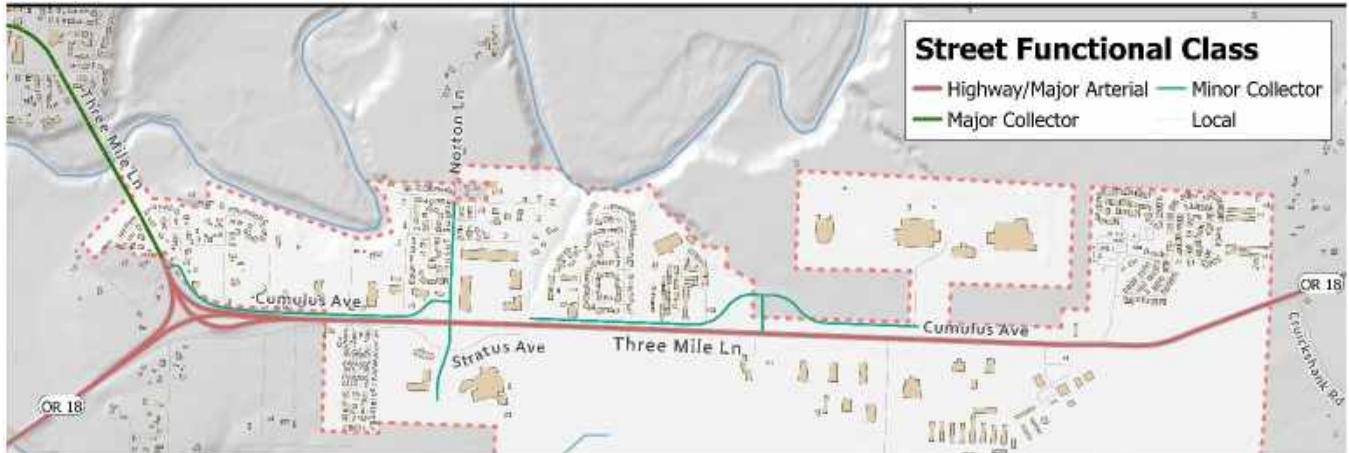 Street Functional Class
Highway/Major Arterial
Minor Collector
Major Collector
Local
Three Mile Ln
Norton Ln
Cumulus Ave
Stratus Ave
Three Mile Ln
Cumulus Ave
OR 18
OR 18
Cruickshank Rd